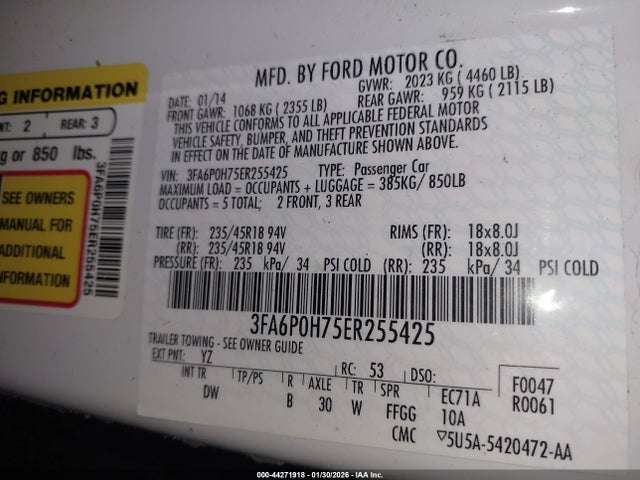 G INFORMATION
NT: 2 REAR: 3
g or 850 lbs.
SEE OWNERS
MANUAL FOR
ADDITIONAL
INFORMATION
3FA6P0H75ER255425
MFD. BY FORD MOTOR CO.
DATE: 01/14 GVWR: 2023 KG ( 4460 LB)
FRONT GAWR: 1068 KG ( 2355 LB) REAR GAWR: 959 KG ( 2115 LB)
THIS VEHICLE CONFORMS TO ALL APPLICABLE FEDERAL MOTOR
VEHICLE SAFETY, BUMPER, AND THEFT PREVENTION STANDARDS
IN EFFECT ON THE DATE OF MANUFACTURE SHOWN ABOVE.
VIN: 3FA6P0H75ER255425 TYPE: Passenger Car
MAXIMUM LOAD = OCCUPANTS + LUGGAGE = 385KG/ 850LB
OCCUPANTS = 5 TOTAL; 2 FRONT, 3 REAR
TIRE (FR): 235/45R18 94V RIMS (FR): 18x8.0J
(RR): 235/45R18 94V (RR): 18x8.0J
PRESSURE (FR): 235 kPa/ 34 PSI COLD (RR): 235 kPa/ 34 PSI COLD
3FA6P0H75ER255425
TRAILER TOWING - SEE OWNER GUIDE
EXT PNT: YZ RC: 53 DSO: F0047
INT TR TP/PS R AXLE TR SPR EC71A R0061
DW B 30 W FFGG 10A
CMC ▽5U5A-5420472-AA
000-44271918 - 01/30/2026 - IAA Inc.